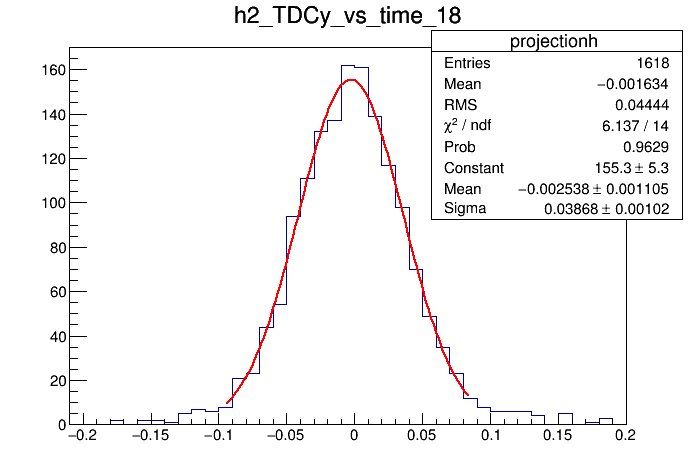 h2_TDCy_vs_time_18
projectionh
Entries 1618
Mean −0.001634
RMS 0.04444
χ² / ndf 6.137 / 14
Prob 0.9629
Constant 155.3 ± 5.3
Mean −0.002538 ± 0.001105
Sigma 0.03868 ± 0.00102
160
140
120
100
80
60
40
20
0
−0.2 −0.15 −0.1 −0.05 0 0.05 0.1 0.15 0.2